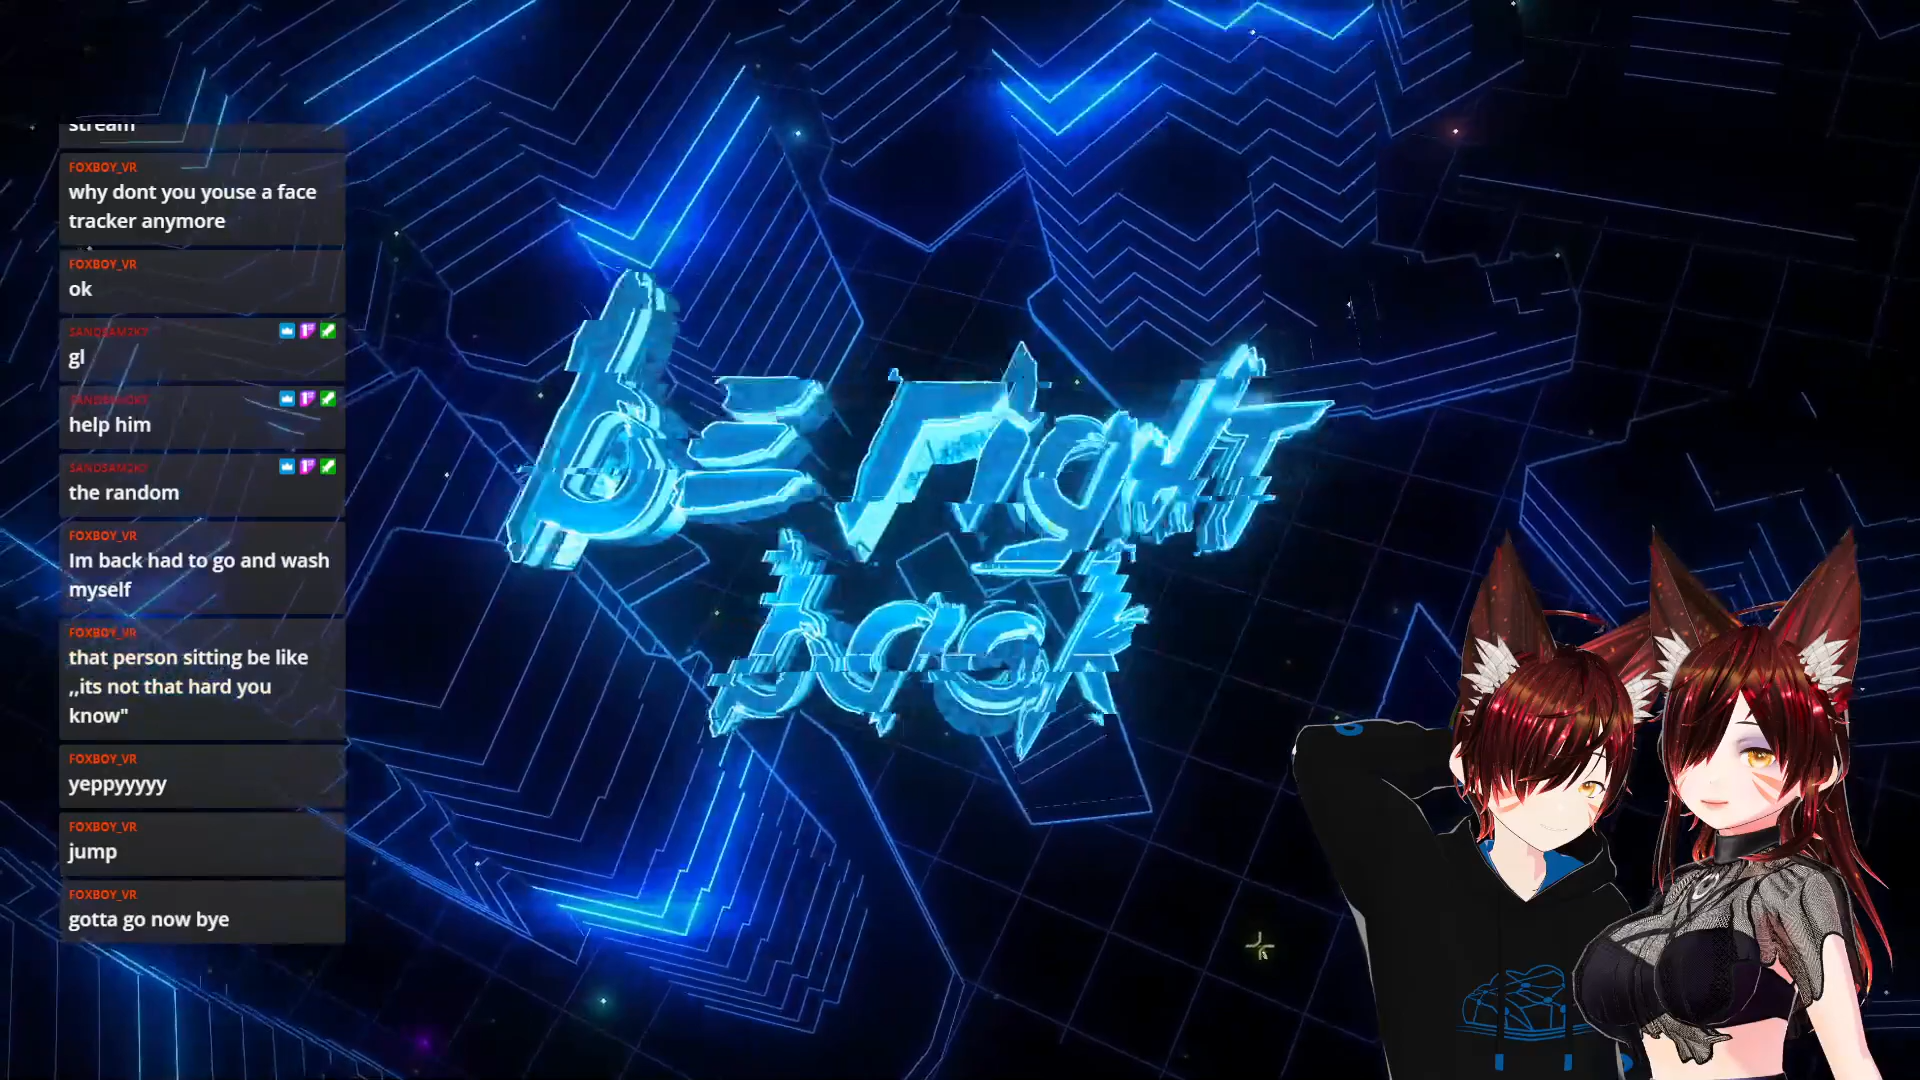 stream
FOXBOY_VR
why dont you youse a face
tracker anymore
FOXBOY_VR
ok
SANDSAM2K7
gl
help him
SANDSAM2K7
the random
FOXBOY_VR
Im back had to go and wash
myself
FOXBOY_VR
that person sitting be like
,,its not that hard you
know"
FOXBOY_VR
yeppyyyyy
FOXBOY_VR
jump
FOXBOY_VR
gotta go now bye
bE rigHT
back